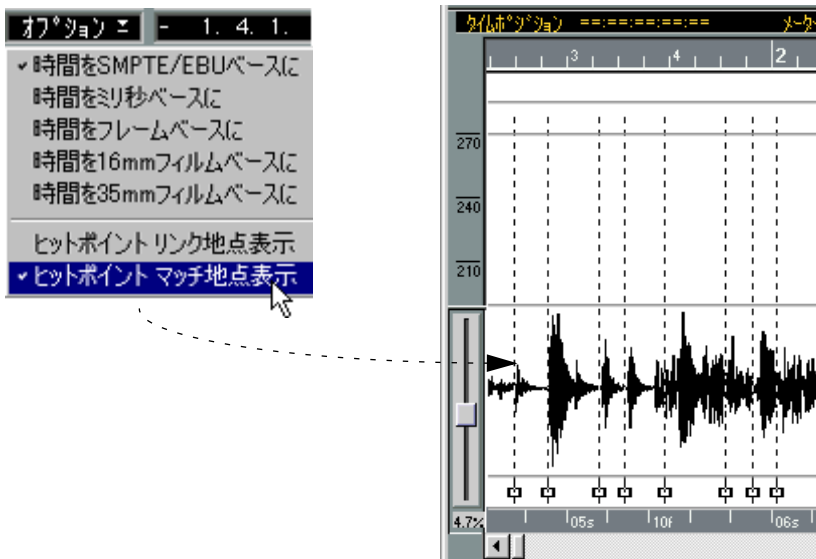 オプション - 1. 4. 1.
✓時間をSMPTE/EBUベースに
時間をミリ秒ベースに
時間をフレームベースに
時間を16mmフィルムベースに
時間を35mmフィルムベースに
ヒットポイント リンク地点表示
✓ヒットポイント マッチ地点表示
タイムポジション ==:==:==:==:== メータ
3 4 2
270
240
210
4.7%
05s 10f 06s